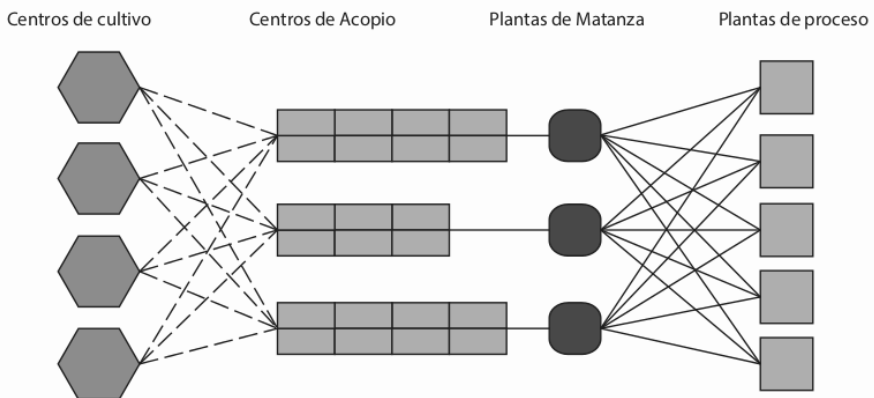 Centros de cultivo
Centros de Acopio
Plantas de Matanza
Plantas de proceso